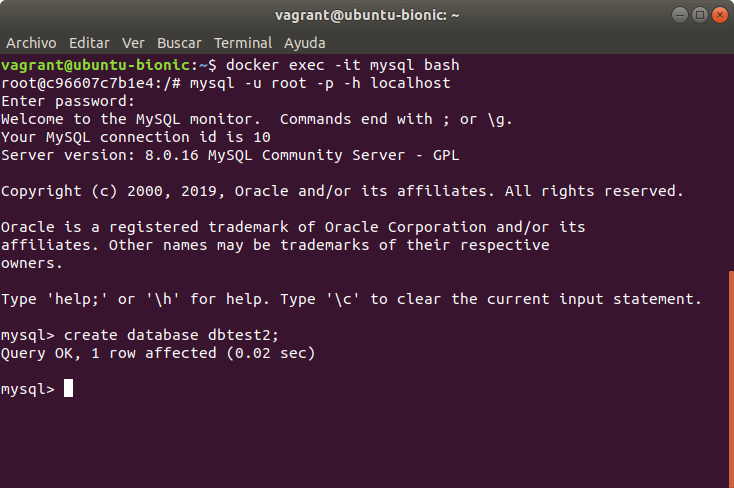 vagrant@ubuntu-bionic: ~
Archivo Editar Ver Buscar Terminal Ayuda
vagrant@ubuntu-bionic:~$ docker exec -it mysql bash
root@c96607c7b1e4:/# mysql -u root -p -h localhost
Enter password:
Welcome to the MySQL monitor.  Commands end with ; or \g.
Your MySQL connection id is 10
Server version: 8.0.16 MySQL Community Server - GPL
Copyright (c) 2000, 2019, Oracle and/or its affiliates. All rights reserved.
Oracle is a registered trademark of Oracle Corporation and/or its
affiliates. Other names may be trademarks of their respective
owners.
Type 'help;' or '\h' for help. Type '\c' to clear the current input statement.
mysql> create database dbtest2;
Query OK, 1 row affected (0.02 sec)
mysql>